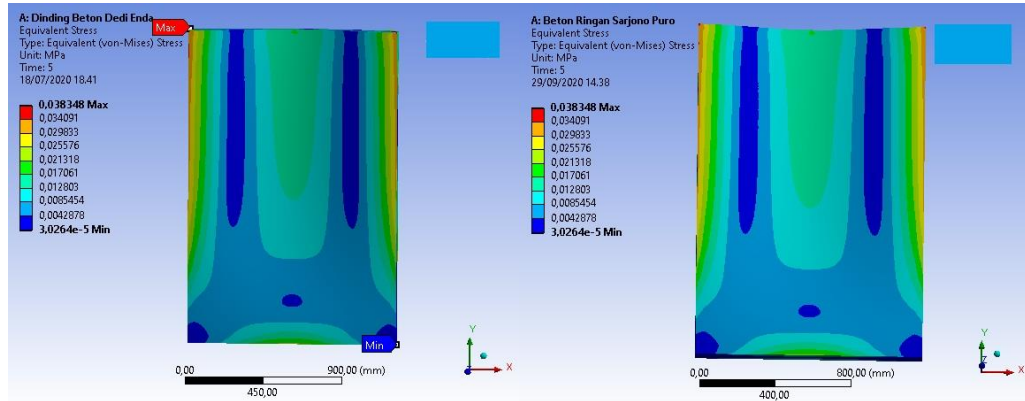 A: Dinding Beton Dedi Enda
Equivalent Stress
Type: Equivalent (von-Mises) Stress
Unit: MPa
Time: 5
18/07/2020 18.41
Max
0,038348 Max
0,034091
0,029833
0,025576
0,021318
0,017061
0,012803
0,0085454
0,0042878
3,0264e-5 Min
Min
0,00
900,00 (mm)
450,00
Y
X
A: Beton Ringan Sarjono Puro
Equivalent Stress
Type: Equivalent (von-Mises) Stress
Unit: MPa
Time: 5
29/09/2020 14.38
0,038348 Max
0,034091
0,029833
0,025576
0,021318
0,017061
0,012803
0,0085454
0,0042878
3,0264e-5 Min
0,00
800,00 (mm)
400,00
Y
Z
X